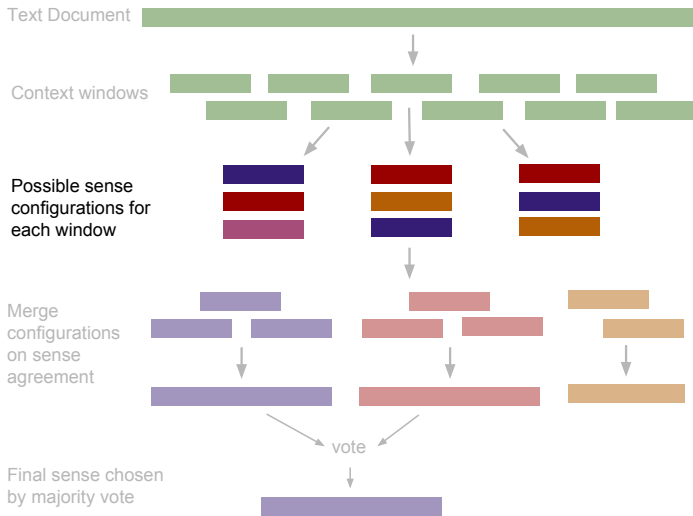 Text Document
Context windows
Possible sense
configurations for
each window
Merge
configurations
on sense
agreement
vote
Final sense chosen
by majority vote